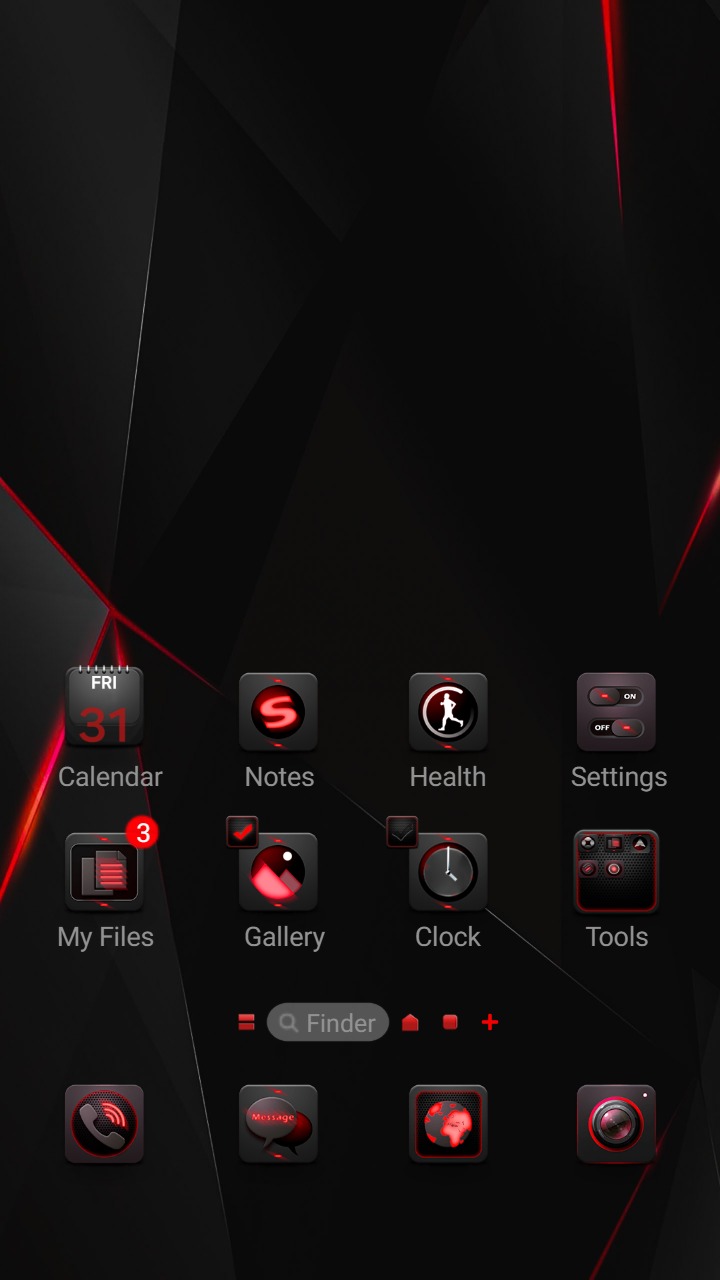 FRI
31
Calendar
S
Notes
Health
ON
OFF
Settings
3
My Files
Gallery
Clock
Tools
Finder
Message